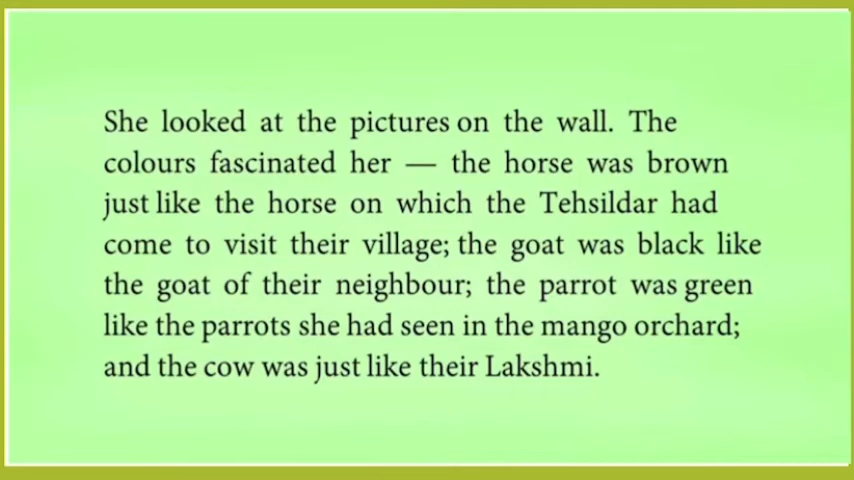 She looked at the pictures on the wall. The
colours fascinated her — the horse was brown
just like the horse on which the Tehsildar had
come to visit their village; the goat was black like
the goat of their neighbour; the parrot was green
like the parrots she had seen in the mango orchard;
and the cow was just like their Lakshmi.